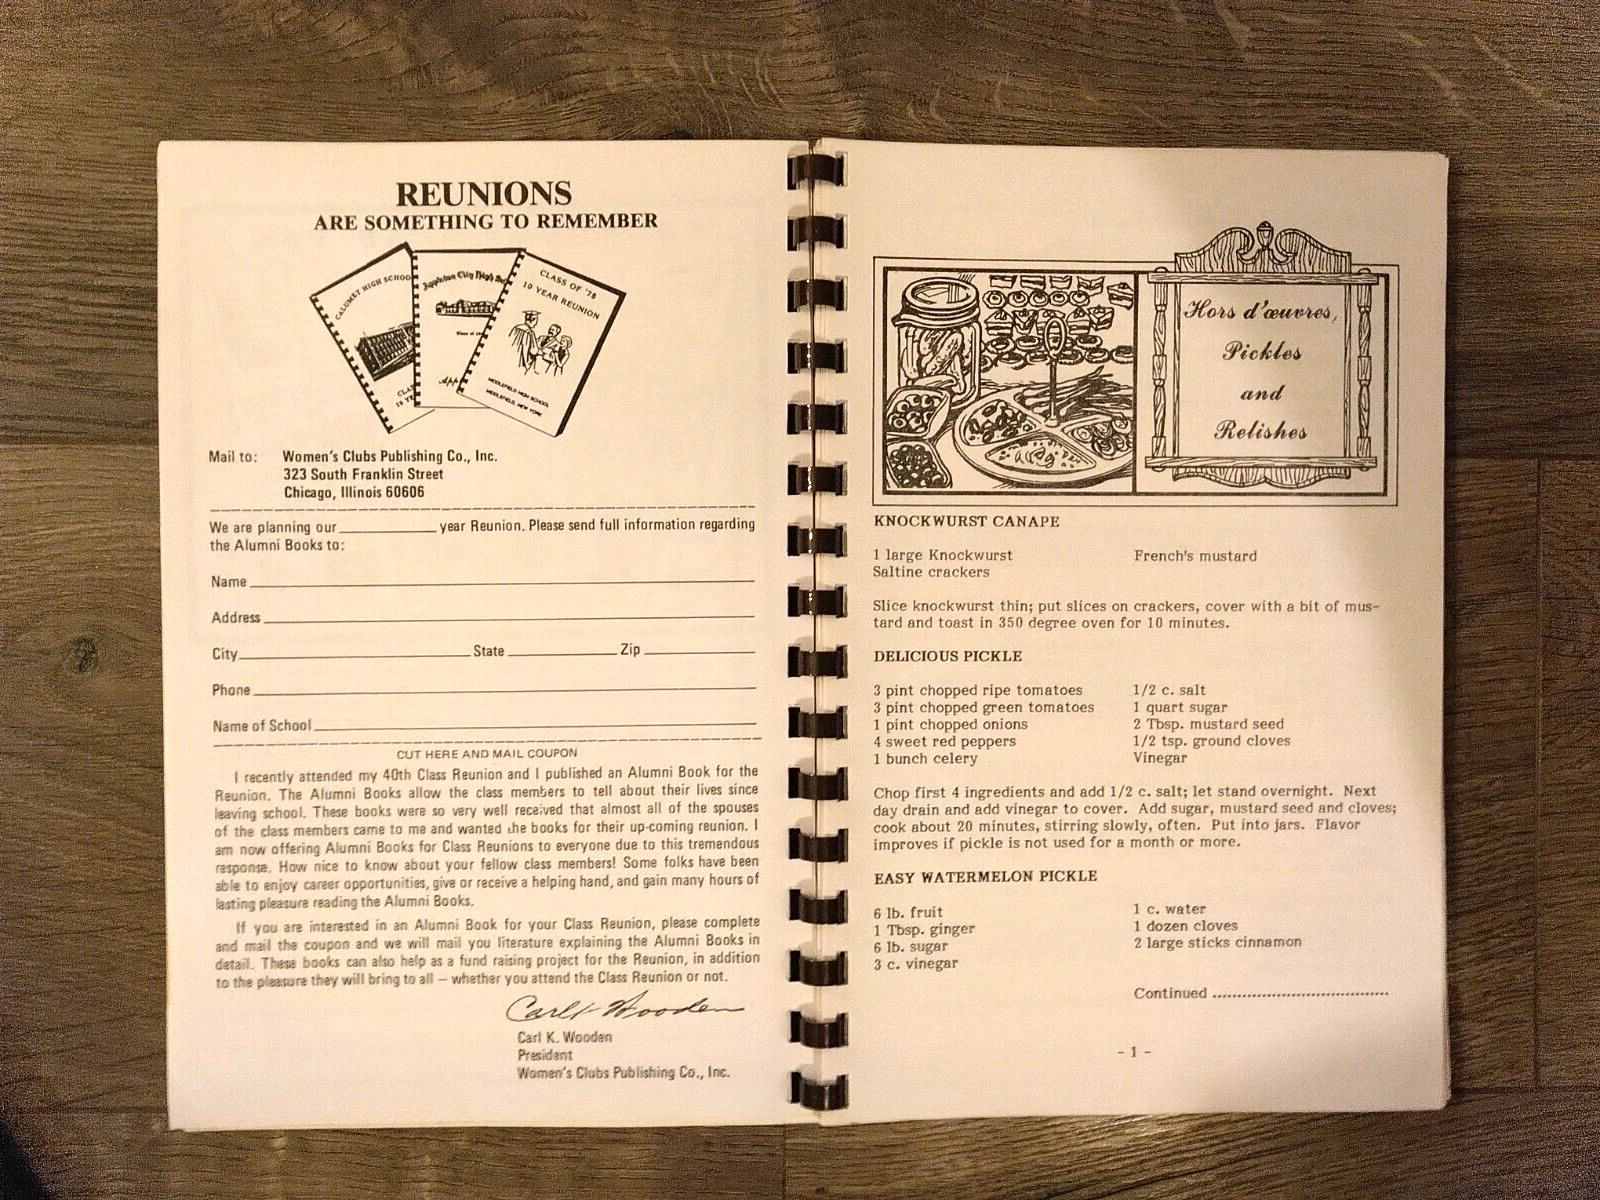 REUNIONS
ARE SOMETHING TO REMEMBER
CALUMET HIGH SCHOOL
Appleton City High
CLASS OF '78
10 YEAR REUNION
MIDDLEFIELD HIGH SCHOOL
MIDDLEFIELD, NEW YORK
Mail to: Women's Clubs Publishing Co., Inc.
323 South Franklin Street
Chicago, Illinois 60606
We are planning our __________ year Reunion. Please send full information regarding
the Alumni Books to:
Name
Address
City State Zip
Phone
Name of School
CUT HERE AND MAIL COUPON
I recently attended my 40th Class Reunion and I published an Alumni Book for the
Reunion. The Alumni Books allow the class members to tell about their lives since
leaving school. These books were so very well received that almost all of the spouses
of the class members came to me and wanted the books for their up-coming reunion. I
am now offering Alumni Books for Class Reunions to everyone due to this tremendous
response. How nice to know about your fellow class members! Some folks have been
able to enjoy career opportunities, give or receive a helping hand, and gain many hours of
lasting pleasure reading the Alumni Books.
If you are interested in an Alumni Book for your Class Reunion, please complete
and mail the coupon and we will mail you literature explaining the Alumni Books in
detail. These books can also help as a fund raising project for the Reunion, in addition
to the pleasure they will bring to all — whether you attend the Class Reunion or not.
Carl K Wooden
Carl K. Wooden
President
Women's Clubs Publishing Co., Inc.
Hors d'œuvres,
Pickles
and
Relishes
KNOCKWURST CANAPE
1 large Knockwurst French's mustard
Saltine crackers
Slice knockwurst thin; put slices on crackers, cover with a bit of mus-
tard and toast in 350 degree oven for 10 minutes.
DELICIOUS PICKLE
3 pint chopped ripe tomatoes 1/2 c. salt
3 pint chopped green tomatoes 1 quart sugar
1 pint chopped onions 2 Tbsp. mustard seed
4 sweet red peppers 1/2 tsp. ground cloves
1 bunch celery Vinegar
Chop first 4 ingredients and add 1/2 c. salt; let stand overnight. Next
day drain and add vinegar to cover. Add sugar, mustard seed and cloves;
cook about 20 minutes, stirring slowly, often. Put into jars. Flavor
improves if pickle is not used for a month or more.
EASY WATERMELON PICKLE
6 lb. fruit 1 c. water
1 Tbsp. ginger 1 dozen cloves
6 lb. sugar 2 large sticks cinnamon
3 c. vinegar
Continued .....................................
- 1 -